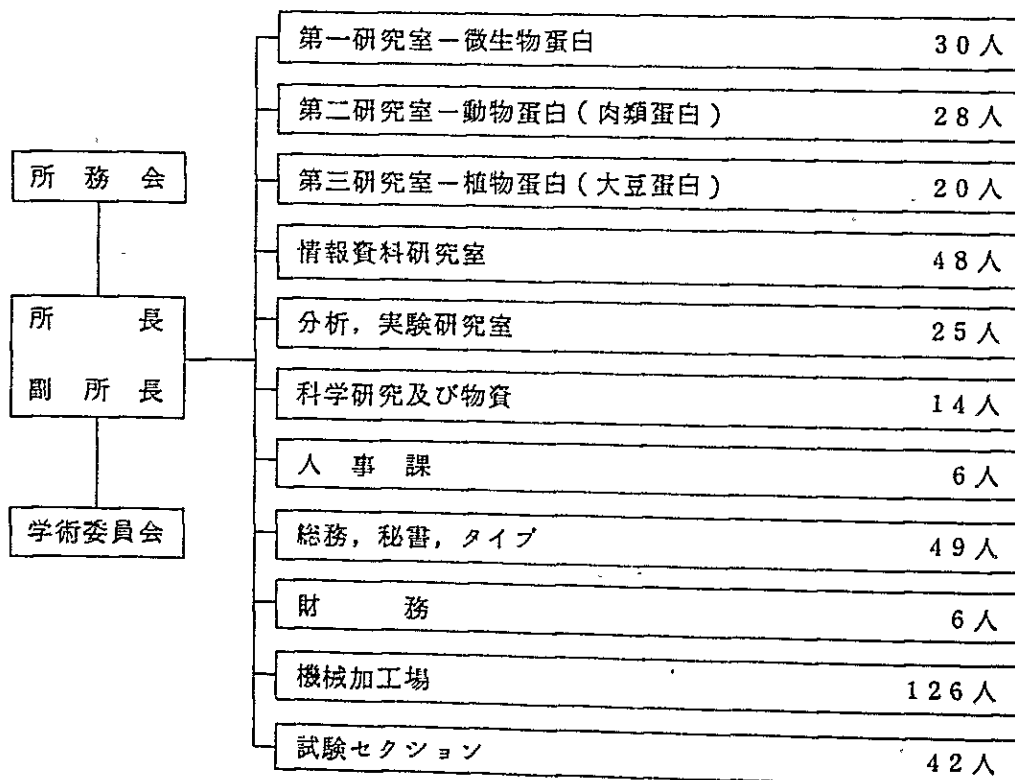 所務会
所長
副所長
学術委員会
第一研究室－微生物蛋白 30人
第二研究室－動物蛋白(肉類蛋白) 28人
第三研究室－植物蛋白(大豆蛋白) 20人
情報資料研究室 48人
分析，実験研究室 25人
科学研究及び物資 14人
人事課 6人
総務，秘書，タイプ 49人
財務 6人
機械加工場 126人
試験セクション 42人